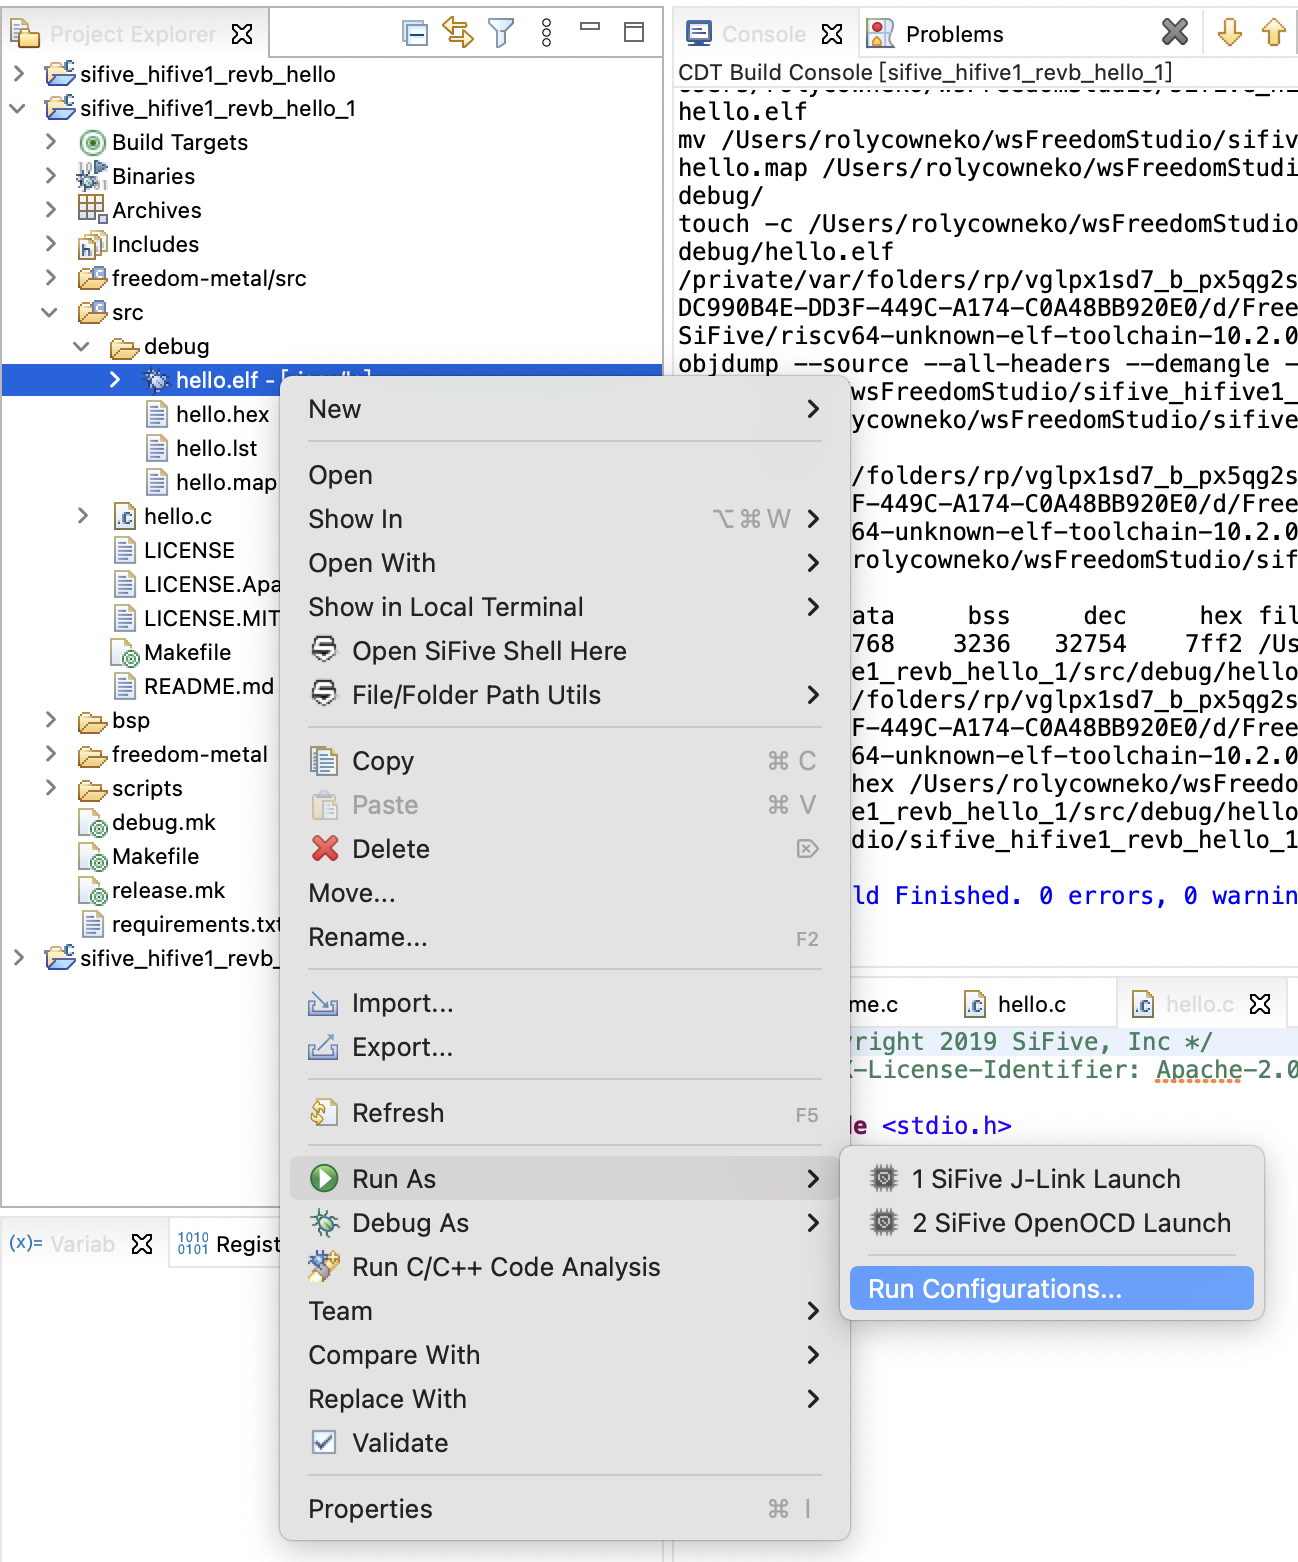 Project Explorer
sifive_hifive1_revb_hello
sifive_hifive1_revb_hello_1
Build Targets
Binaries
Archives
Includes
freedom-metal/src
src
debug
hello.elf -
hello.hex
hello.lst
hello.map
hello.c
LICENSE
LICENSE.Apa
LICENSE.MIT
Makefile
README.md
bsp
freedom-metal
scripts
debug.mk
Makefile
release.mk
requirements.txt
sifive_hifive1_revb_
(x)= Variab
1010
0101 Regist
New
Open
Show In ⌥⌘W
Open With
Show in Local Terminal
Open SiFive Shell Here
File/Folder Path Utils
Copy ⌘ C
Paste ⌘ V
Delete ⌦
Move...
Rename... F2
Import...
Export...
Refresh F5
Run As
Debug As
Run C/C++ Code Analysis
Team
Compare With
Replace With
Validate
Properties ⌘ I
1 SiFive J-Link Launch
2 SiFive OpenOCD Launch
Run Configurations...
Console
Problems
CDT Build Console [sifive_hifive1_revb_hello_1]
hello.elf
mv /Users/rolycowneko/wsFreedomStudio/sifiv
hello.map /Users/rolycowneko/wsFreedomStudi
debug/
touch -c /Users/rolycowneko/wsFreedomStudio
debug/hello.elf
/private/var/folders/rp/vglpx1sd7_b_px5qg2s
DC990B4E-DD3F-449C-A174-C0A48BB920E0/d/Free
SiFive/riscv64-unknown-elf-toolchain-10.2.0
objdump --source --all-headers --demangle -
wsFreedomStudio/sifive_hifive1_
ycowneko/wsFreedomStudio/sifive
/folders/rp/vglpx1sd7_b_px5qg2s
F-449C-A174-C0A48BB920E0/d/Free
64-unknown-elf-toolchain-10.2.0
rolycowneko/wsFreedomStudio/sif
ata bss dec hex fil
768 3236 32754 7ff2 /Us
e1_revb_hello_1/src/debug/hello
/folders/rp/vglpx1sd7_b_px5qg2s
F-449C-A174-C0A48BB920E0/d/Free
64-unknown-elf-toolchain-10.2.0
hex /Users/rolycowneko/wsFreedo
e1_revb_hello_1/src/debug/hello
dio/sifive_hifive1_revb_hello_1
ld Finished. 0 errors, 0 warnin
me.c
hello.c
hello.c
yright 2019 SiFive, Inc */
X-License-Identifier: Apache-2.0
de <stdio.h>